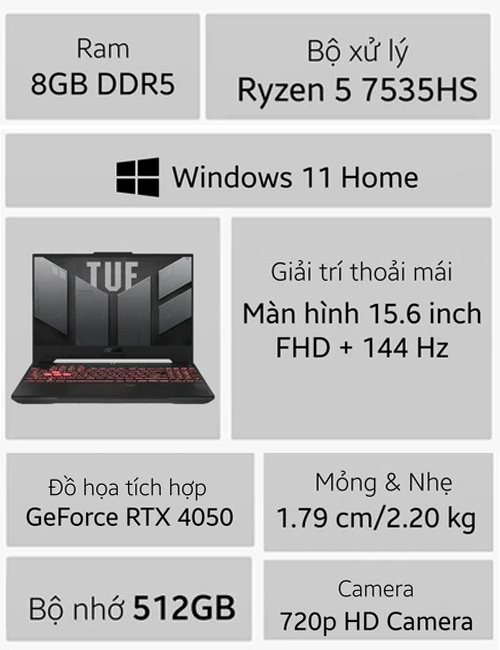 Ram
8GB DDR5
Bộ xử lý
Ryzen 5 7535HS
Windows 11 Home
TUF
Giải trí thoải mái
Màn hình 15.6 inch
FHD + 144 Hz
Đồ họa tích hợp
GeForce RTX 4050
Mỏng & Nhẹ
1.79 cm/2.20 kg
Bộ nhớ 512GB
Camera
720p HD Camera